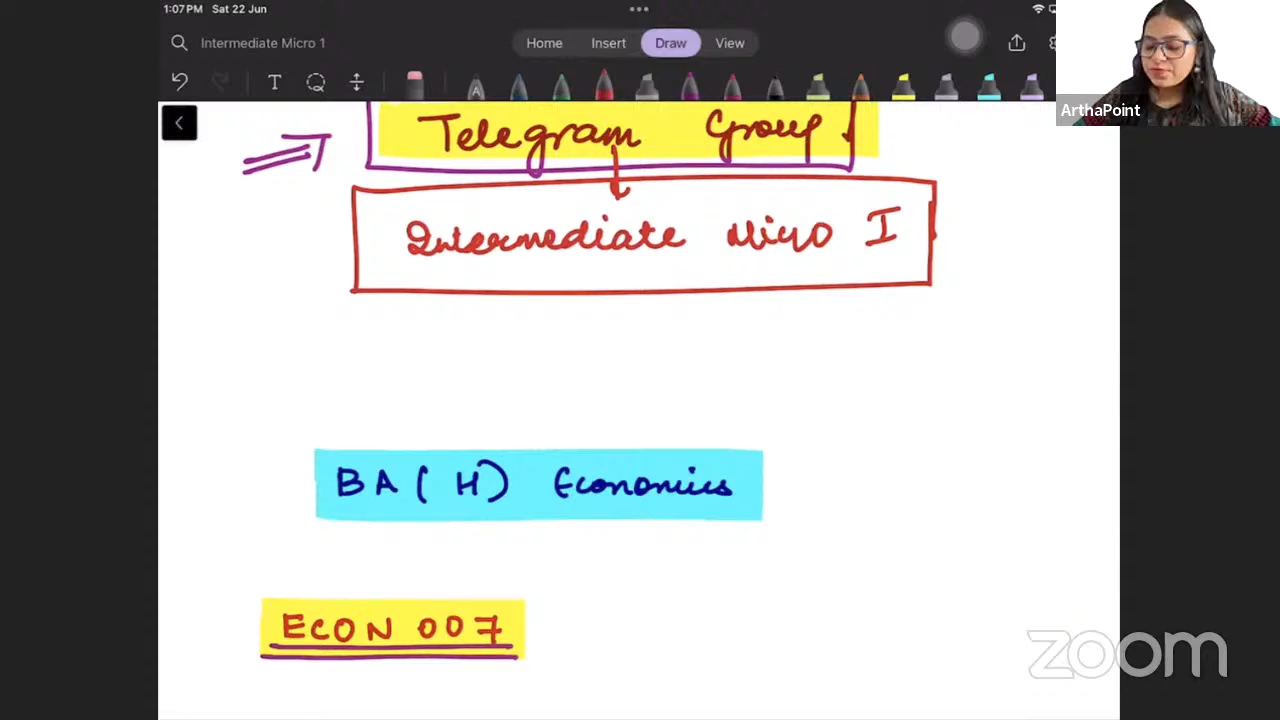 1:07 PM Sat 22 Jun
Intermediate Micro 1
Home Insert Draw View
ArthaPoint
Telegram Group
Intermediate Micro I
BA (H) Economics
ECON 007
zoom